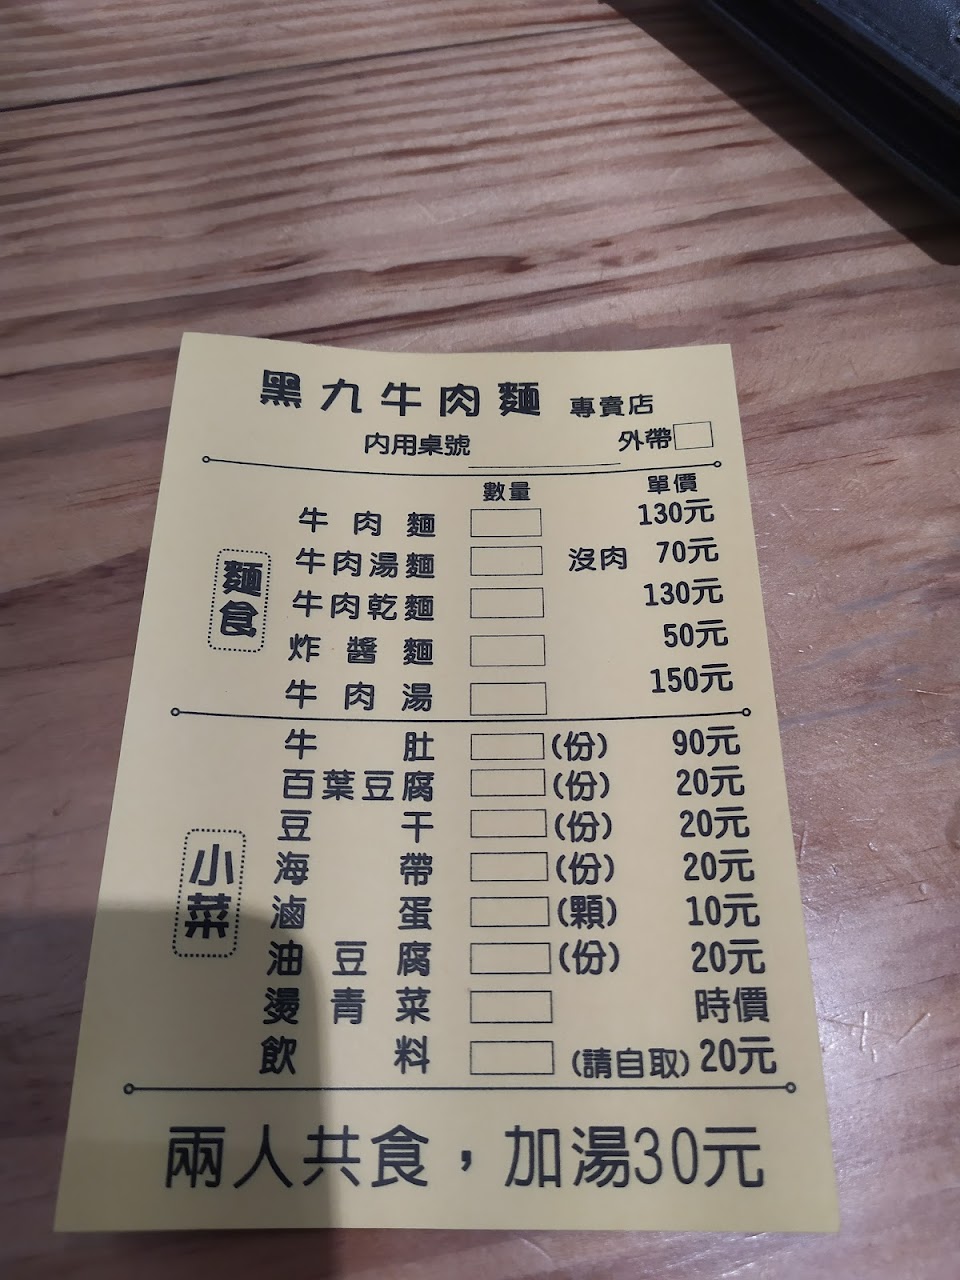 黑九牛肉麵 專賣店
內用桌號 外帶
數量 單價
麵食
牛肉麵 130元
牛肉湯麵 沒肉 70元
牛肉乾麵 130元
炸醬麵 50元
牛肉湯 150元
小菜
牛肚 (份) 90元
百葉豆腐 (份) 20元
豆干 (份) 20元
海帶 (份) 20元
滷蛋 (顆) 10元
油豆腐 (份) 20元
燙青菜 時價
飲料 (請自取) 20元
兩人共食，加湯30元